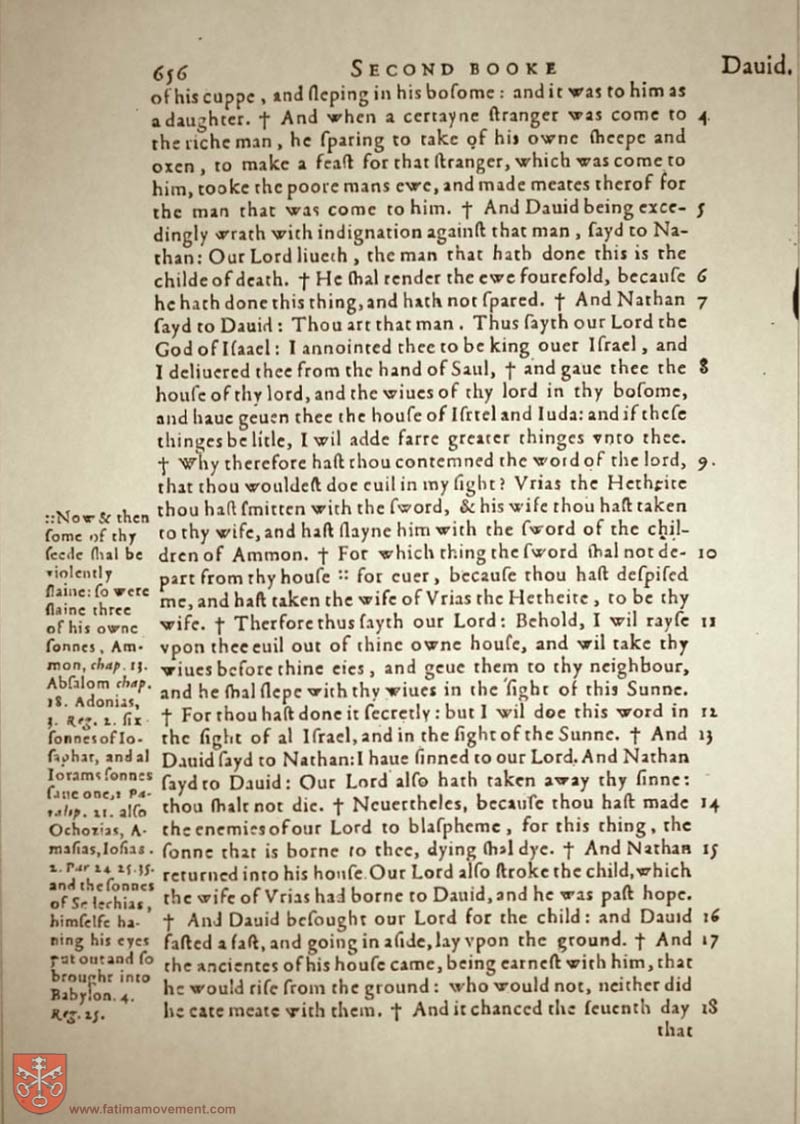 656 SECOND BOOKE Dauid.
of his cuppe, and ſleping in his boſome: and it was to him as
a daughter. † And when a certayne ſtranger was come to 4.
the riche man, he ſparing to take of his owne ſheepe and
oxen, to make a feaſt for that ſtranger, which was come to
him, tooke the poore mans ewe, and made meates therof for
the man that was come to him. † And Dauid being exce- 5
dingly wrath with indignation againſt that man, ſayd to Na-
than: Our Lord liueth, the man that hath done this is the
childe of death. † He ſhal render the ewe fourefold, becauſe 6
he hath done this thing, and hath not ſpared. † And Nathan 7
ſayd to Dauid: Thou art that man. Thus ſayth our Lord the
God of Iſaael: I annointed thee to be king ouer Iſrael, and
I deliuered thee from the hand of Saul, † and gaue thee the 8
houſe of thy lord, and the wiues of thy lord in thy boſome,
and haue geuen thee the houſe of Iſrtel and Iuda: and if theſe
thinges be litle, I wil adde farre greater thinges vnto thee.
† Why therefore haſt thou contemned the word of the lord, 9.
that thou wouldeſt doe euil in my ſight? Vrias the Hetheite
thou haſt ſmitten with the ſword, & his wife thou haſt taken
to thy wife, and haſt ſlayne him with the ſword of the chil-
dren of Ammon. † For which thing the ſword ſhal not de- 10
part from thy houſe :: for euer, becauſe thou haſt deſpiſed
me, and haſt taken the wife of Vrias the Hetheite, to be thy
wife. † Therfore thus ſayth our Lord: Behold, I wil rayſe 11
vpon thee euil out of thine owne houſe, and wil take thy
wiues before thine eies, and geue them to thy neighbour,
and he ſhal ſlepe with thy wiues in the ſight of this Sunne.
† For thou haſt done it ſecretly: but I wil doe this word in 12
the ſight of al Iſrael, and in the ſight of the Sunne. † And 13
Dauid ſayd to Nathan: I haue ſinned to our Lord. And Nathan
ſayd to Dauid: Our Lord alſo hath taken away thy ſinne:
thou ſhalt not die. † Neuertheles, becauſe thou haſt made 14
the enemies of our Lord to blaſpheme, for this thing, the
ſonne that is borne to thee, dying ſhal dye. † And Nathan 15
returned into his houſe. Our Lord alſo ſtroke the child, which
the wife of Vrias had borne to Dauid, and he was paſt hope.
† And Dauid beſought our Lord for the child: and Dauid 16
faſted a faſt, and going in aſide, lay vpon the ground. † And 17
the ancientes of his houſe came, being earneſt with him, that
he would riſe from the ground: who would not, neither did
he eate meate with them. † And it chanced the ſeuenth day 18
that
::Now & then
ſome of thy
ſeede ſhal be
violently
ſlaine: ſo were
ſlaine three
of his owne
ſonnes, Am-
mon, chap. 13.
Abſalom chap.
18. Adonias,
3. Reg. 2. ſix
ſonnes of Io-
ſaphat, and al
Iorams ſonnes
ſaue one, 2 Pa-
ralip. 21. alſo
Ochozias, A-
maſias, Ioſias.
2. Par 24 25. 35.
and the ſonnes
of Sedechias,
himſelfe ha-
ning his eyes
put out and ſo
brought into
Babylon. 4.
Reg. 25.
www.fatimamovement.com